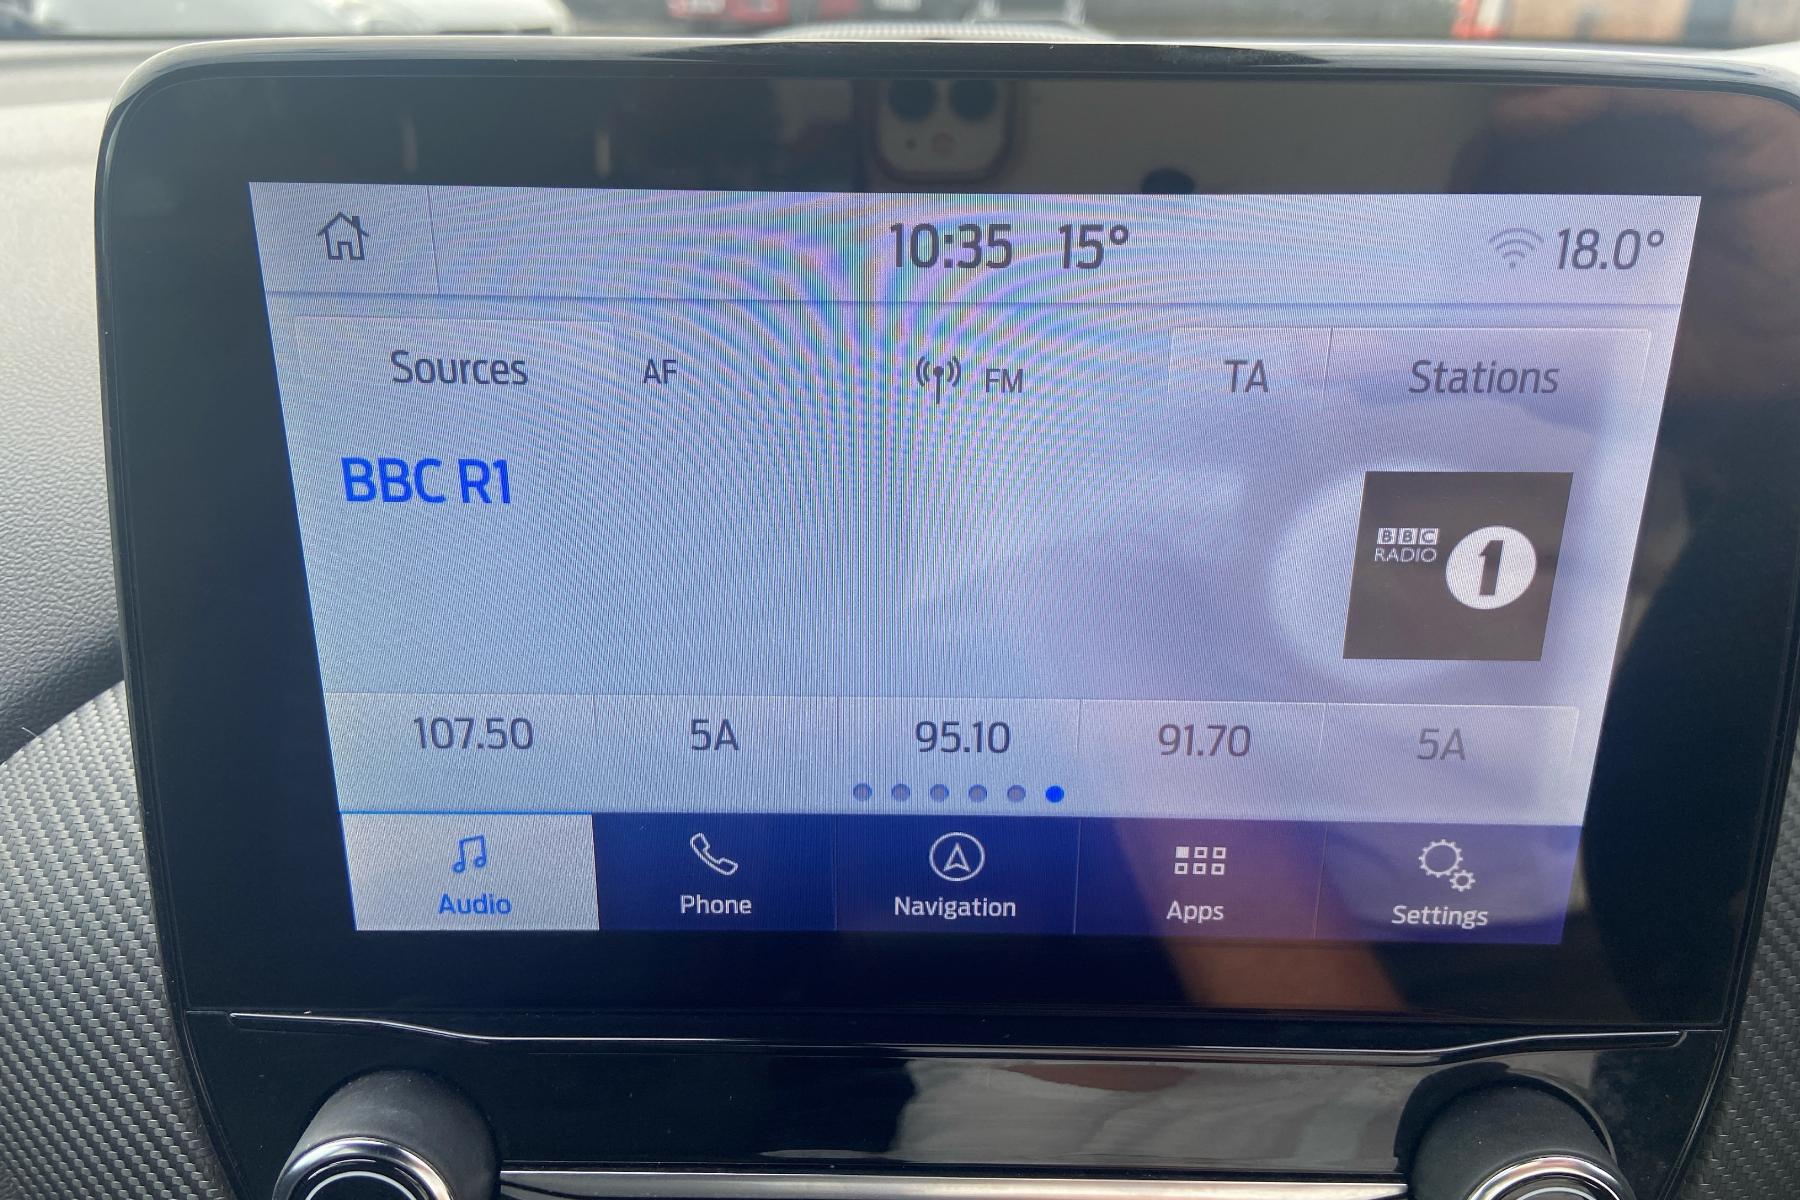 10:35 15° 18.0°
Sources AF FM TA Stations
BBC R1
BBC
RADIO 1
107.50 5A 95.10 91.70 5A
Audio Phone Navigation Apps Settings